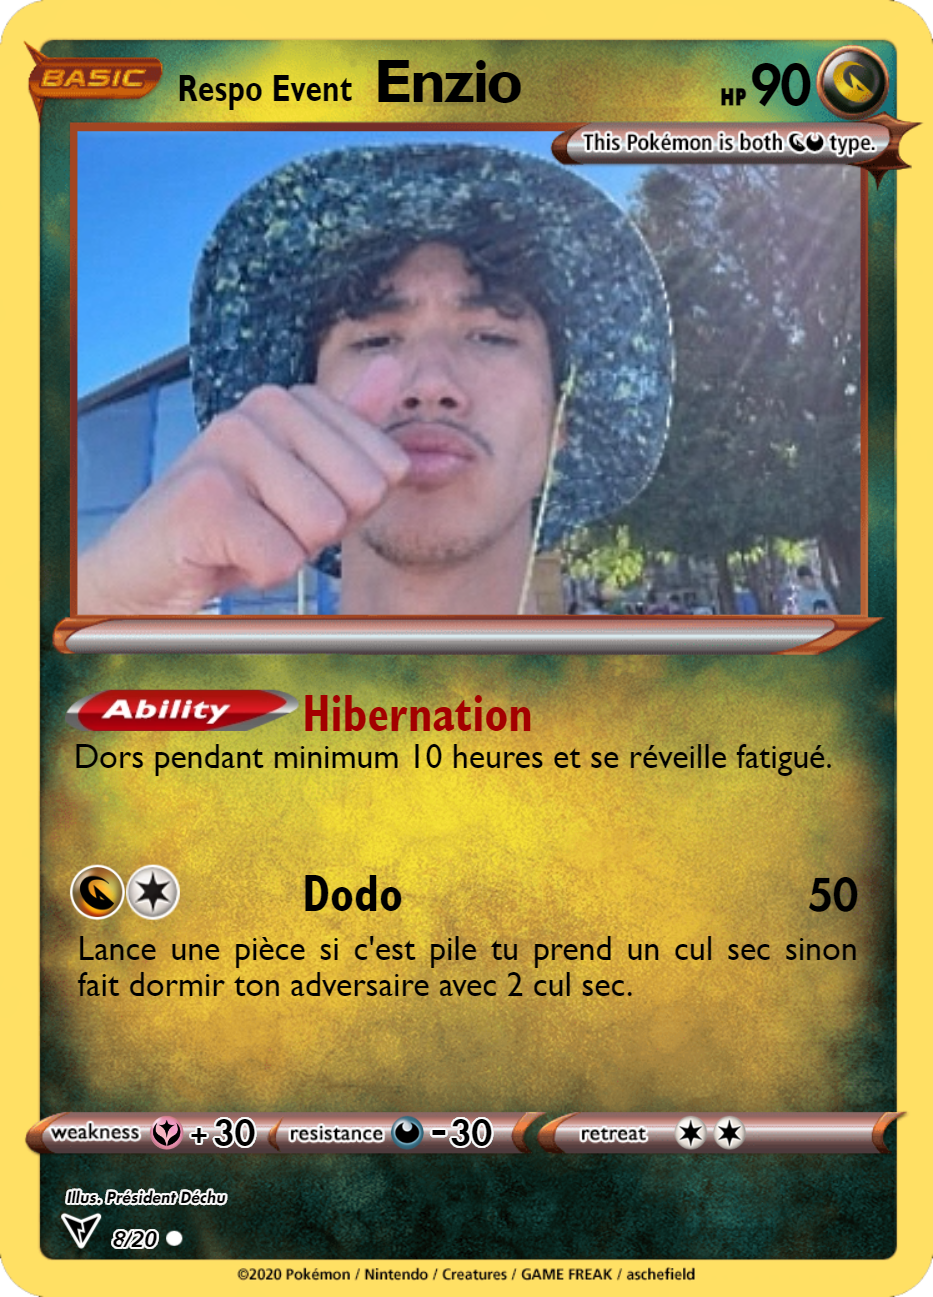 BASIC Respo Event Enzio HP 90
This Pokémon is both type.
Ability Hibernation
Dors pendant minimum 10 heures et se réveille fatigué.
Dodo 50
Lance une pièce si c'est pile tu prend un cul sec sinon
fait dormir ton adversaire avec 2 cul sec.
weakness +30 resistance -30 retreat
Illus. Président Déchu
8/20
©2020 Pokémon / Nintendo / Creatures / GAME FREAK / aschefield